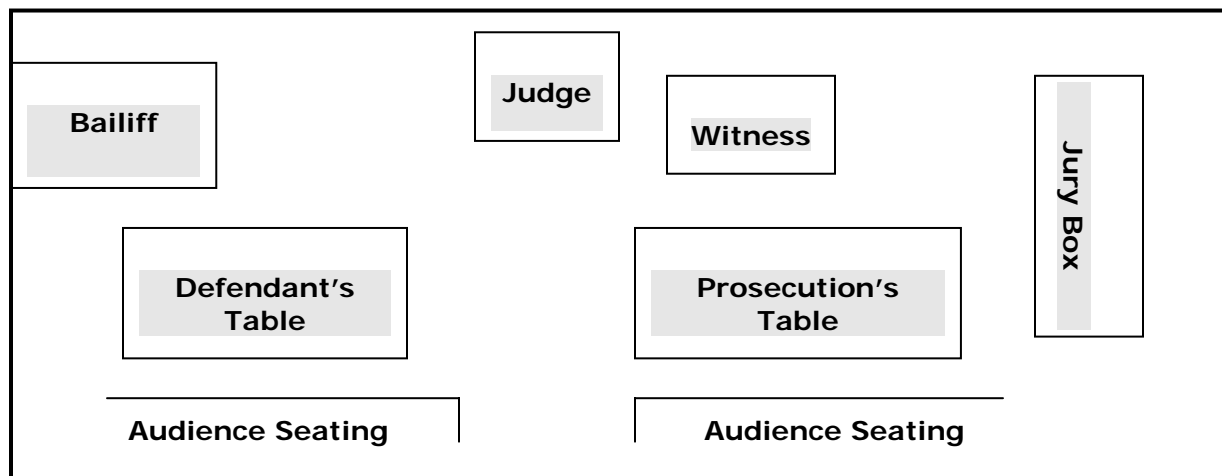 Judge
Bailiff
Witness
Jury Box
Defendant's
Table
Prosecution's
Table
Audience Seating
Audience Seating